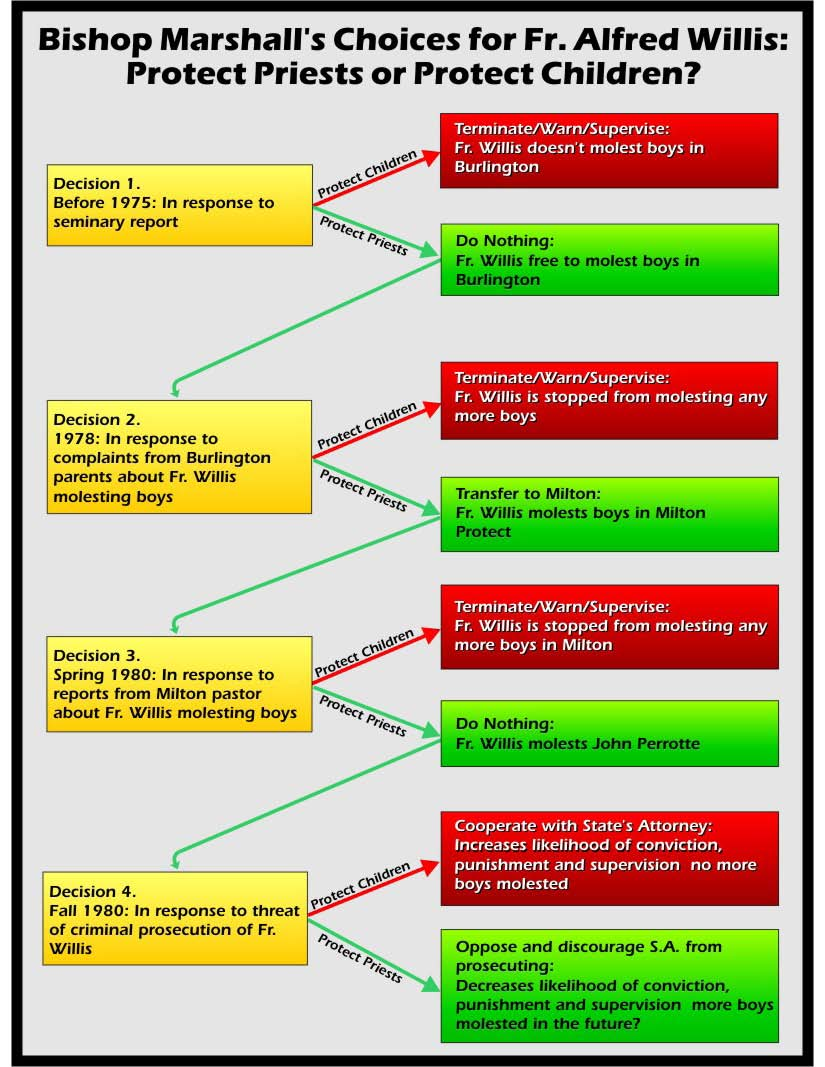 Bishop Marshall's Choices for Fr. Alfred Willis:
Protect Priests or Protect Children?
Decision 1.
Before 1975: In response to
seminary report
Protect Children
Protect Priests
Terminate/Warn/Supervise:
Fr. Willis doesn't molest boys in
Burlington
Do Nothing:
Fr. Willis free to molest boys in
Burlington
Decision 2.
1978: In response to
complaints from Burlington
parents about Fr. Willis
molesting boys
Protect Children
Protect Priests
Terminate/Warn/Supervise:
Fr. Willis is stopped from molesting any
more boys
Transfer to Milton:
Fr. Willis molests boys in Milton
Protect
Decision 3.
Spring 1980: In response to
reports from Milton pastor
about Fr. Willis molesting boys
Protect Children
Protect Priests
Terminate/Warn/Supervise:
Fr. Willis is stopped from molesting any
more boys in Milton
Do Nothing:
Fr. Willis molests John Perrotte
Decision 4.
Fall 1980: In response to threat
of criminal prosecution of Fr.
Willis
Protect Children
Protect Priests
Cooperate with State's Attorney:
Increases likelihood of conviction,
punishment and supervision  no more
boys molested
Oppose and discourage S.A. from
prosecuting:
Decreases likelihood of conviction,
punishment and supervision  more boys
molested in the future?